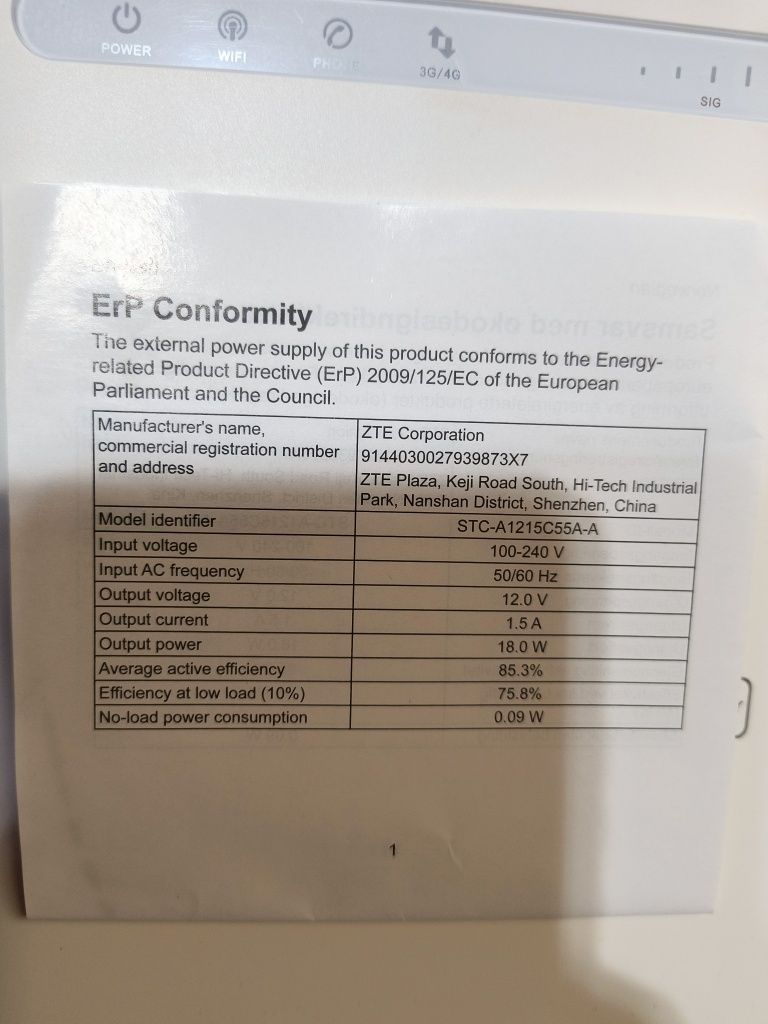 POWER
WIFI
PHONE
3G/4G
SIG
ErP Conformity
The external power supply of this product conforms to the Energy-
related Product Directive (ErP) 2009/125/EC of the European
Parliament and the Council.
Manufacturer's name,
commercial registration number
and address
ZTE Corporation
9144030027939873X7
ZTE Plaza, Keji Road South, Hi-Tech Industrial
Park, Nanshan District, Shenzhen, China
Model identifier STC-A1215C55A-A
Input voltage 100-240 V
Input AC frequency 50/60 Hz
Output voltage 12.0 V
Output current 1.5 A
Output power 18.0 W
Average active efficiency 85.3%
Efficiency at low load (10%) 75.8%
No-load power consumption 0.09 W
1